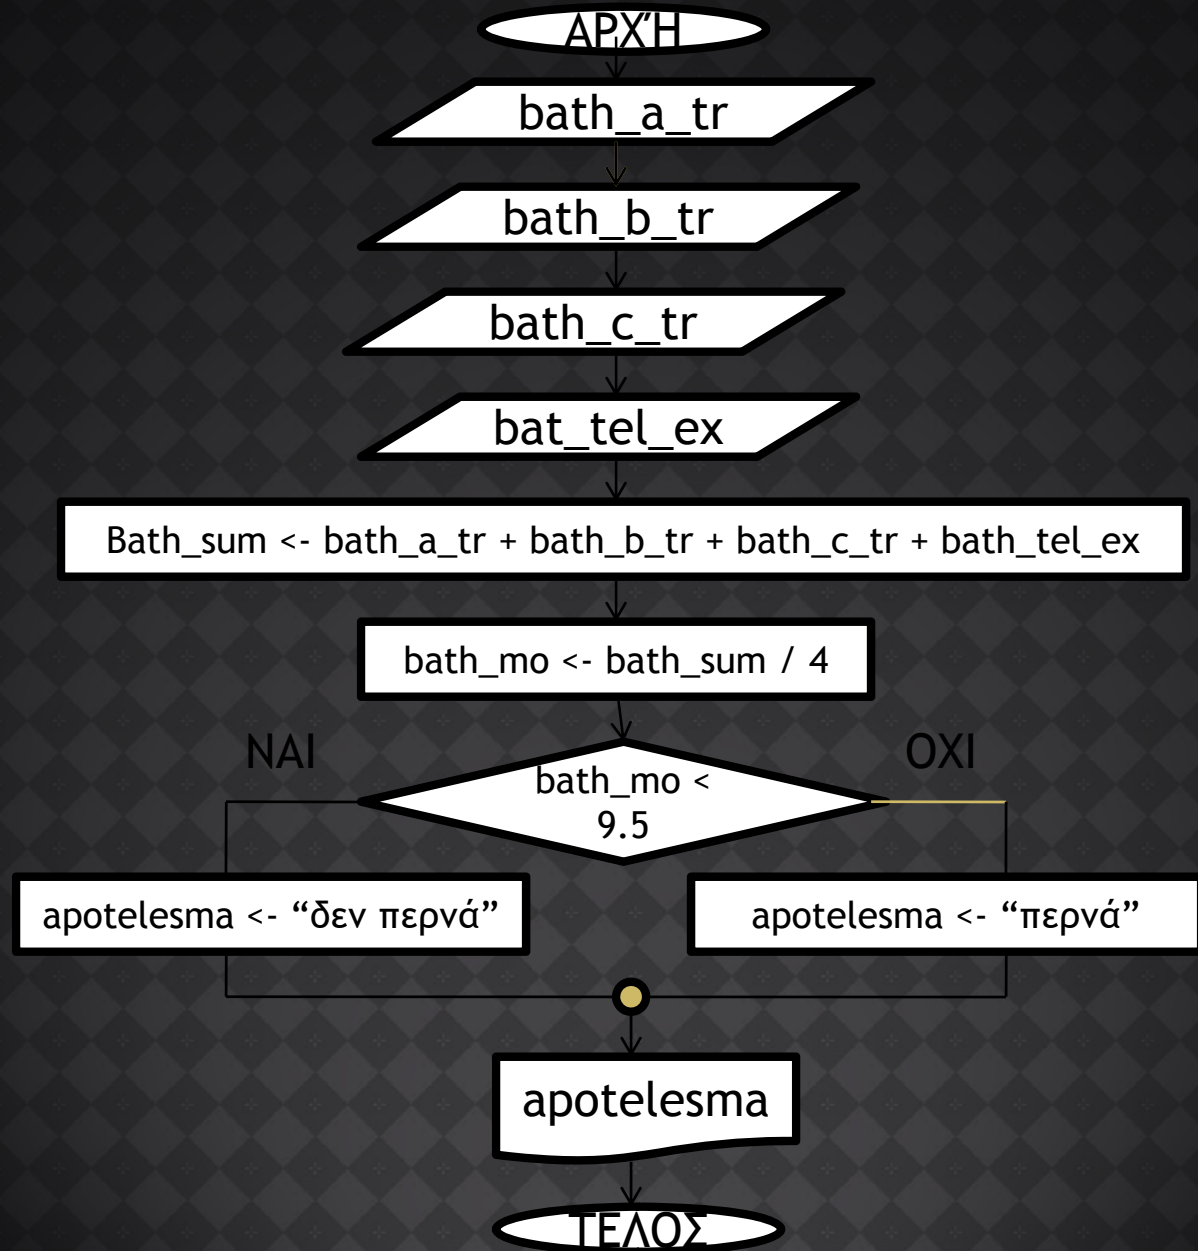 ΑΡΧΉ
bath_a_tr
bath_b_tr
bath_c_tr
bat_tel_ex
Bath_sum <- bath_a_tr + bath_b_tr + bath_c_tr + bath_tel_ex
bath_mo <- bath_sum / 4
ΝΑΙ
ΟΧΙ
bath_mo <
9.5
apotelesma <- “δεν περνά”
apotelesma <- “περνά”
apotelesma
ΤΕΛΟΣ